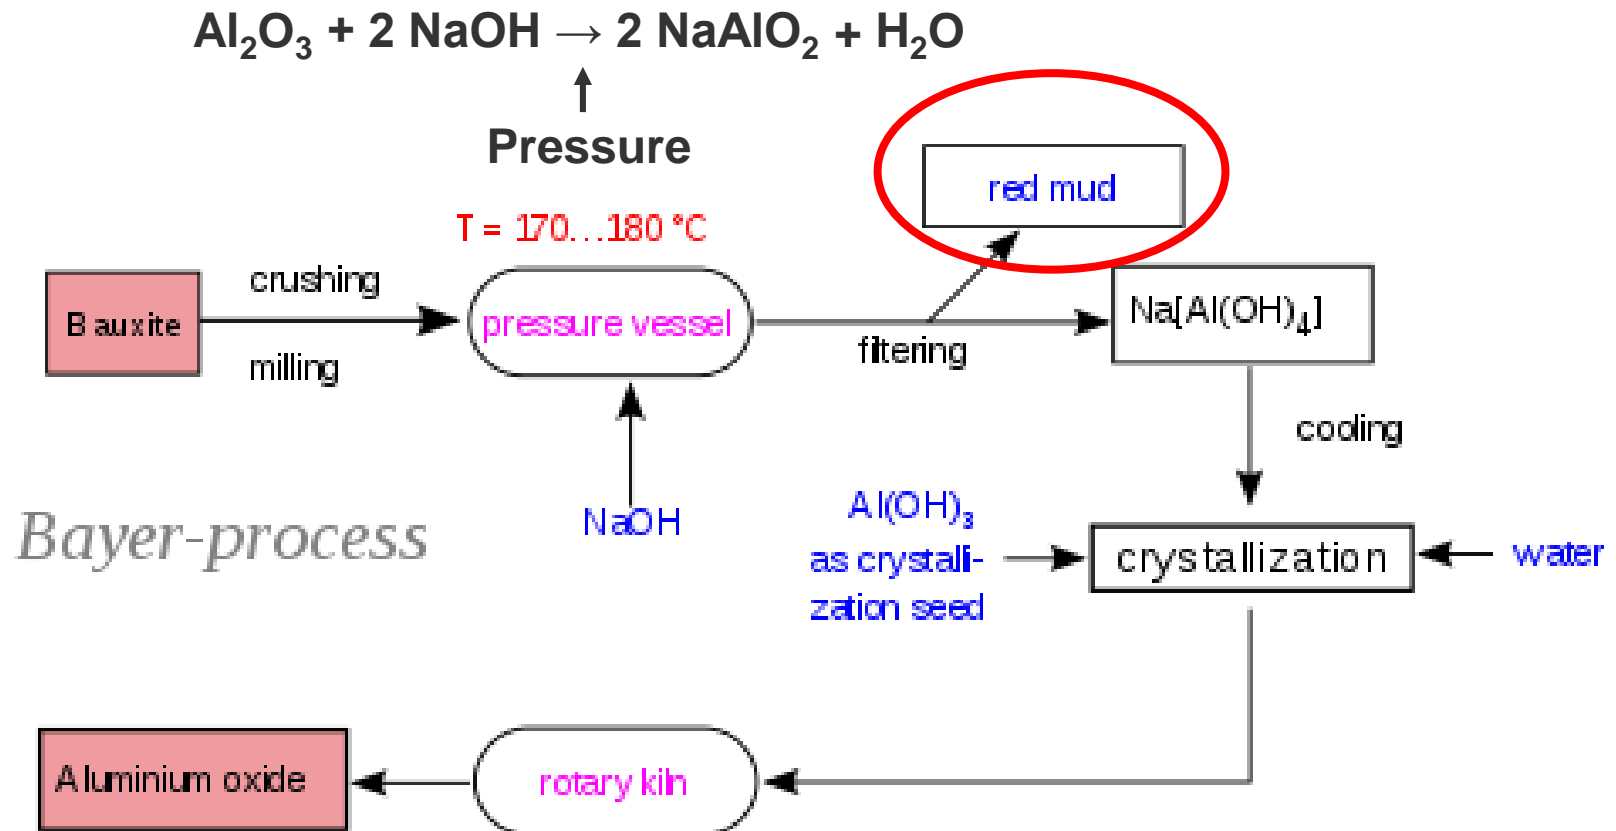 Al₂O₃ + 2 NaOH → 2 NaAlO₂ + H₂O
Pressure
red mud
T = 170...180 °C
crushing
Bauxite
milling
pressure vessel
filtering
Na[Al(OH)₄]
cooling
NaOH
Bayer-process
Al(OH)₃
as crystalli-
zation seed
crystallization
water
Aluminium oxide
rotary kiln